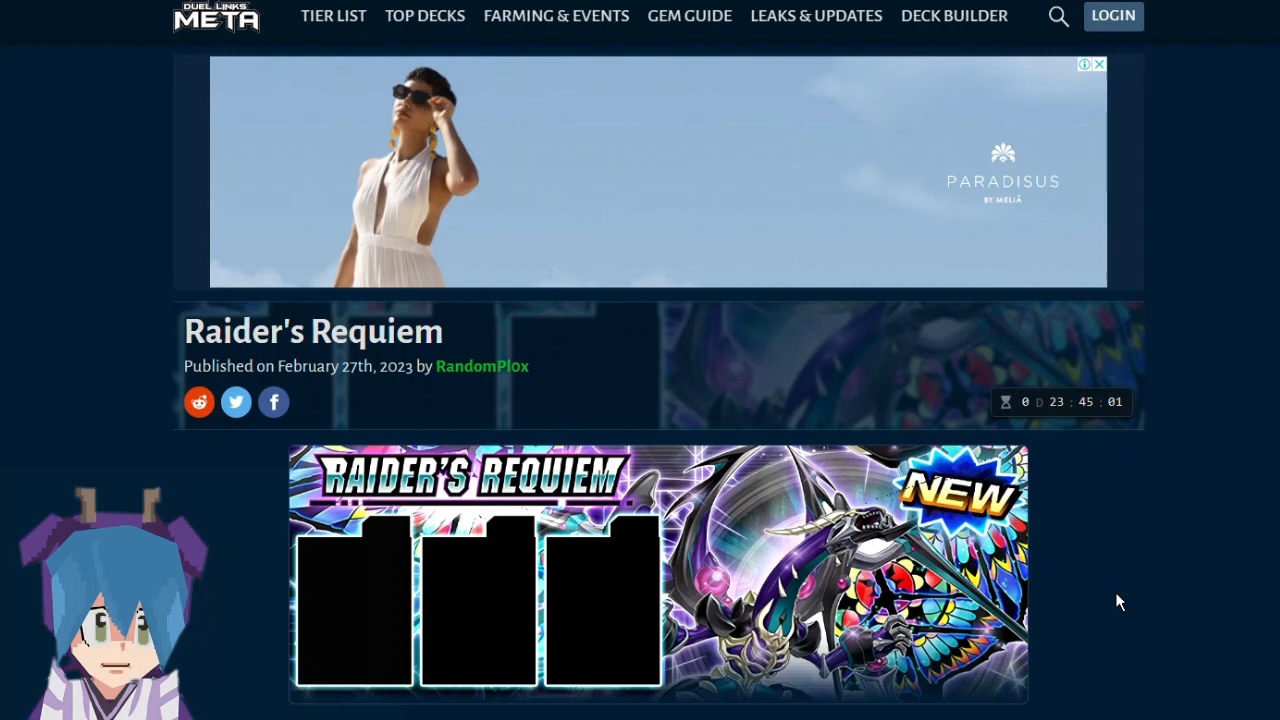 DUEL LINKS
META
TIER LIST
TOP DECKS
FARMING & EVENTS
GEM GUIDE
LEAKS & UPDATES
DECK BUILDER
LOGIN
PARADISUS
BY MELIÁ
Raider's Requiem
Published on February 27th, 2023 by RandomPl0x
0 D 23 : 45 : 01
RAIDER'S REQUIEM
NEW